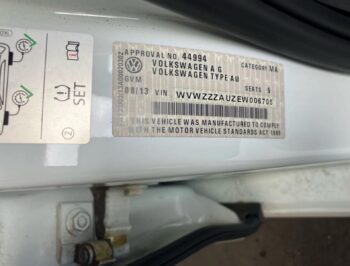 APPROVAL NO. 44994
CATEGORY MA
VOLKSWAGEN A G
VOLKSWAGEN TYPE AU
GVM
SEATS 5
08/13 VIN WVWZZZAUZEW006705
THIS VEHICLE WAS MANUFACTURED TO COMPLY
WITH THE MOTOR VEHICLE STANDARDS ACT 1989
SET
2